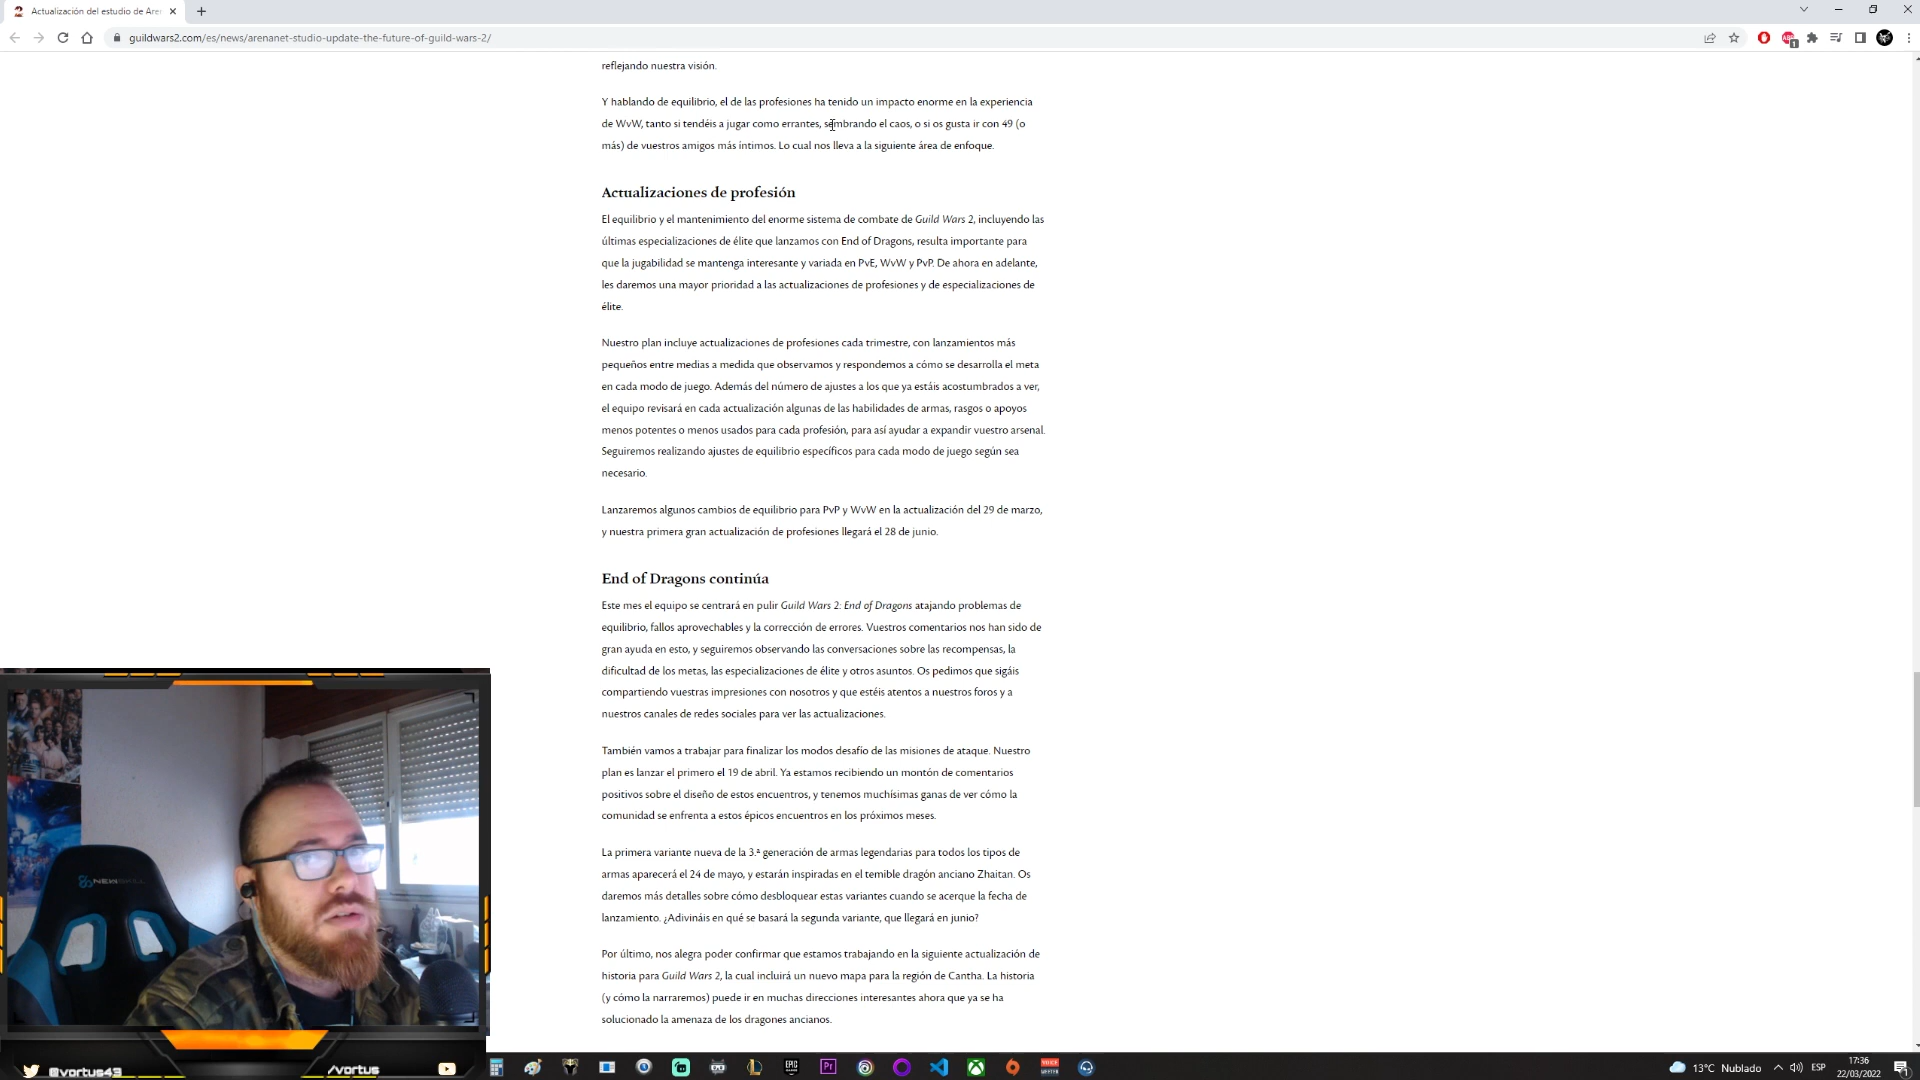 Actualización del estudio de Are
guildwars2.com/es/news/arenanet-studio-update-the-future-of-guild-wars-2/
reflejando nuestra visión.
Y hablando de equilibrio, el de las profesiones ha tenido un impacto enorme en la experiencia
de WvW, tanto si tendéis a jugar como errantes, sembrando el caos, o si os gusta ir con 49 (o
más) de vuestros amigos más íntimos. Lo cual nos lleva a la siguiente área de enfoque.
Actualizaciones de profesión
El equilibrio y el mantenimiento del enorme sistema de combate de Guild Wars 2, incluyendo las
últimas especializaciones de élite que lanzamos con End of Dragons, resulta importante para
que la jugabilidad se mantenga interesante y variada en PvE, WvW y PvP. De ahora en adelante,
les daremos una mayor prioridad a las actualizaciones de profesiones y de especializaciones de
élite.
Nuestro plan incluye actualizaciones de profesiones cada trimestre, con lanzamientos más
pequeños entre medias a medida que observamos y respondemos a cómo se desarrolla el meta
en cada modo de juego. Además del número de ajustes a los que ya estáis acostumbrados a ver,
el equipo revisará en cada actualización algunas de las habilidades de armas, rasgos o apoyos
menos potentes o menos usados para cada profesión, para así ayudar a expandir vuestro arsenal.
Seguiremos realizando ajustes de equilibrio específicos para cada modo de juego según sea
necesario.
Lanzaremos algunos cambios de equilibrio para PvP y WvW en la actualización del 29 de marzo,
y nuestra primera gran actualización de profesiones llegará el 28 de junio.
End of Dragons continúa
Este mes el equipo se centrará en pulir Guild Wars 2: End of Dragons atajando problemas de
equilibrio, fallos aprovechables y la corrección de errores. Vuestros comentarios nos han sido de
gran ayuda en esto, y seguiremos observando las conversaciones sobre las recompensas, la
dificultad de los metas, las especializaciones de élite y otros asuntos. Os pedimos que sigáis
compartiendo vuestras impresiones con nosotros y que estéis atentos a nuestros foros y a
nuestros canales de redes sociales para ver las actualizaciones.
También vamos a trabajar para finalizar los modos desafío de las misiones de ataque. Nuestro
plan es lanzar el primero el 19 de abril. Ya estamos recibiendo un montón de comentarios
positivos sobre el diseño de estos encuentros, y tenemos muchísimas ganas de ver cómo la
comunidad se enfrenta a estos épicos encuentros en los próximos meses.
La primera variante nueva de la 3.ª generación de armas legendarias para todos los tipos de
armas aparecerá el 24 de mayo, y estarán inspiradas en el temible dragón anciano Zhaitan. Os
daremos más detalles sobre cómo desbloquear estas variantes cuando se acerque la fecha de
lanzamiento. ¿Adivináis en qué se basará la segunda variante, que llegará en junio?
Por último, nos alegra poder confirmar que estamos trabajando en la siguiente actualización de
historia para Guild Wars 2, la cual incluirá un nuevo mapa para la región de Cantha. La historia
(y cómo la narraremos) puede ir en muchas direcciones interesantes ahora que ya se ha
solucionado la amenaza de los dragones ancianos.
@vortus43
/vortus
13°C Nublado
ESP
17:36
22/03/2022